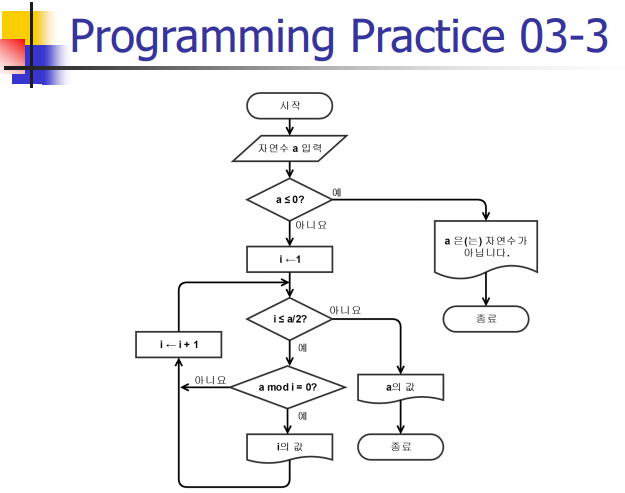 Programming Practice 03-3
시작
자연수 a 입력
a ≤ 0?
예
아니요
a 은(는) 자연수가
아닙니다.
i ←1
종료
i ≤ a/2?
아니요
i ← i + 1
예
아니요
a mod i = 0?
a의 값
예
i의 값
종료